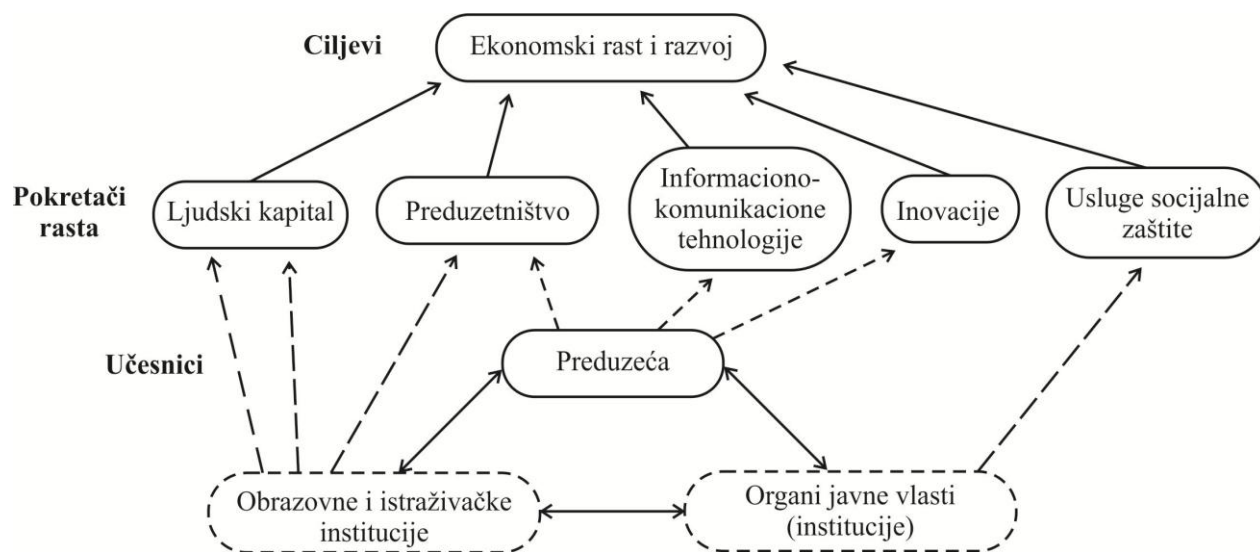 Ciljevi
Ekonomski rast i razvoj
Pokretači
rasta
Ljudski kapital
Preduzetništvo
Informaciono-
komunikacione
tehnologije
Inovacije
Usluge socijalne
zaštite
Učesnici
Preduzeća
Obrazovne i istraživačke
institucije
Organi javne vlasti
(institucije)